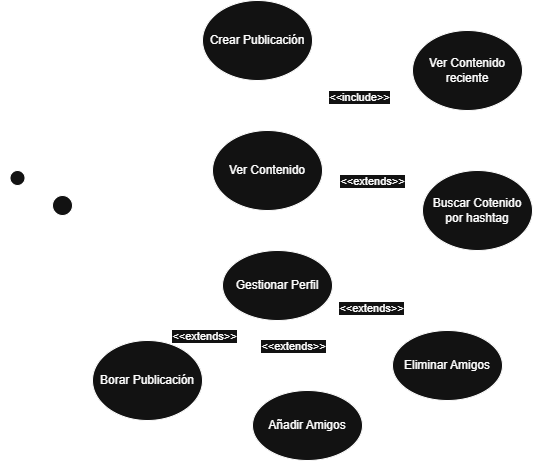 Crear Publicación
Ver Contenido
reciente
<<include>>
Ver Contenido
<<extends>>
Buscar Cotenido
por hashtag
Gestionar Perfil
<<extends>>
<<extends>>
<<extends>>
Eliminar Amigos
Borar Publicación
Añadir Amigos